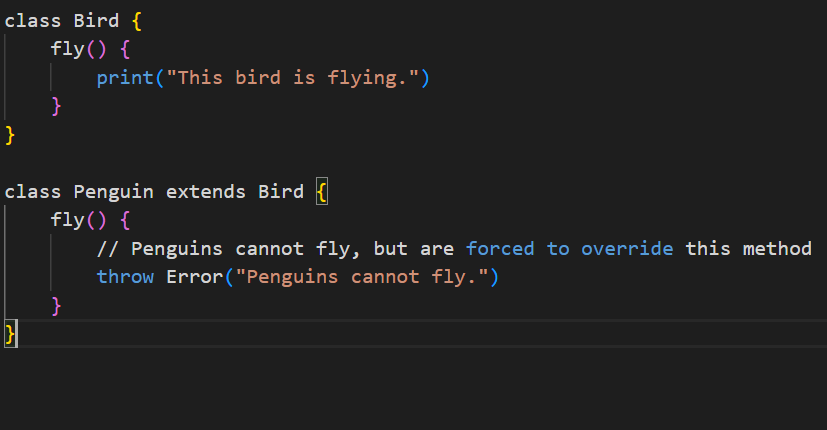 class Bird {
    fly() {
        print("This bird is flying.")
    }
}

class Penguin extends Bird {
    fly() {
        // Penguins cannot fly, but are forced to override this method
        throw Error("Penguins cannot fly.")
    }
}